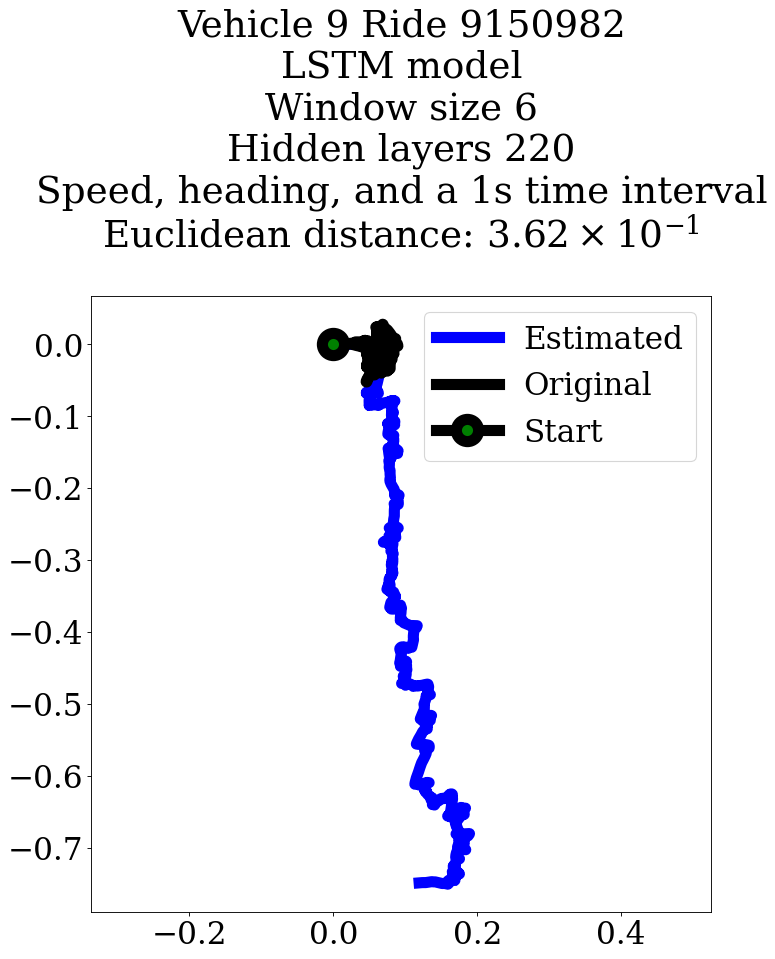 Vehicle 9 Ride 9150982
LSTM model
Window size 6
Hidden layers 220
Speed, heading, and a 1s time interval
Euclidean distance: 3.62 × 10⁻¹
Estimated
Original
Start
0.0
−0.1
−0.2
−0.3
−0.4
−0.5
−0.6
−0.7
−0.2 0.0 0.2 0.4